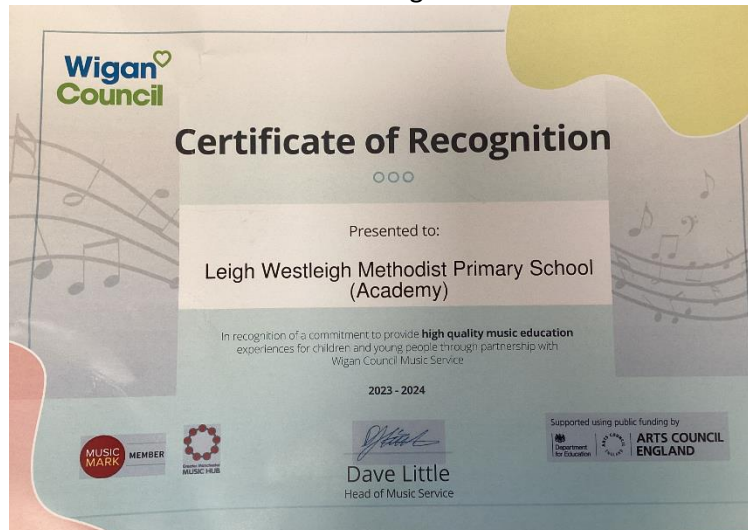 Wigan
Council
Certificate of Recognition
Presented to:
Leigh Westleigh Methodist Primary School
(Academy)
In recognition of a commitment to provide high quality music education
experiences for children and young people through partnership with
Wigan Council Music Service
2023 - 2024
MUSIC
MARK
MEMBER
Greater Manchester
MUSIC HUB
Dave Little
Head of Music Service
Supported using public funding by
Department
for Education
ARTS COUNCIL
ENGLAND